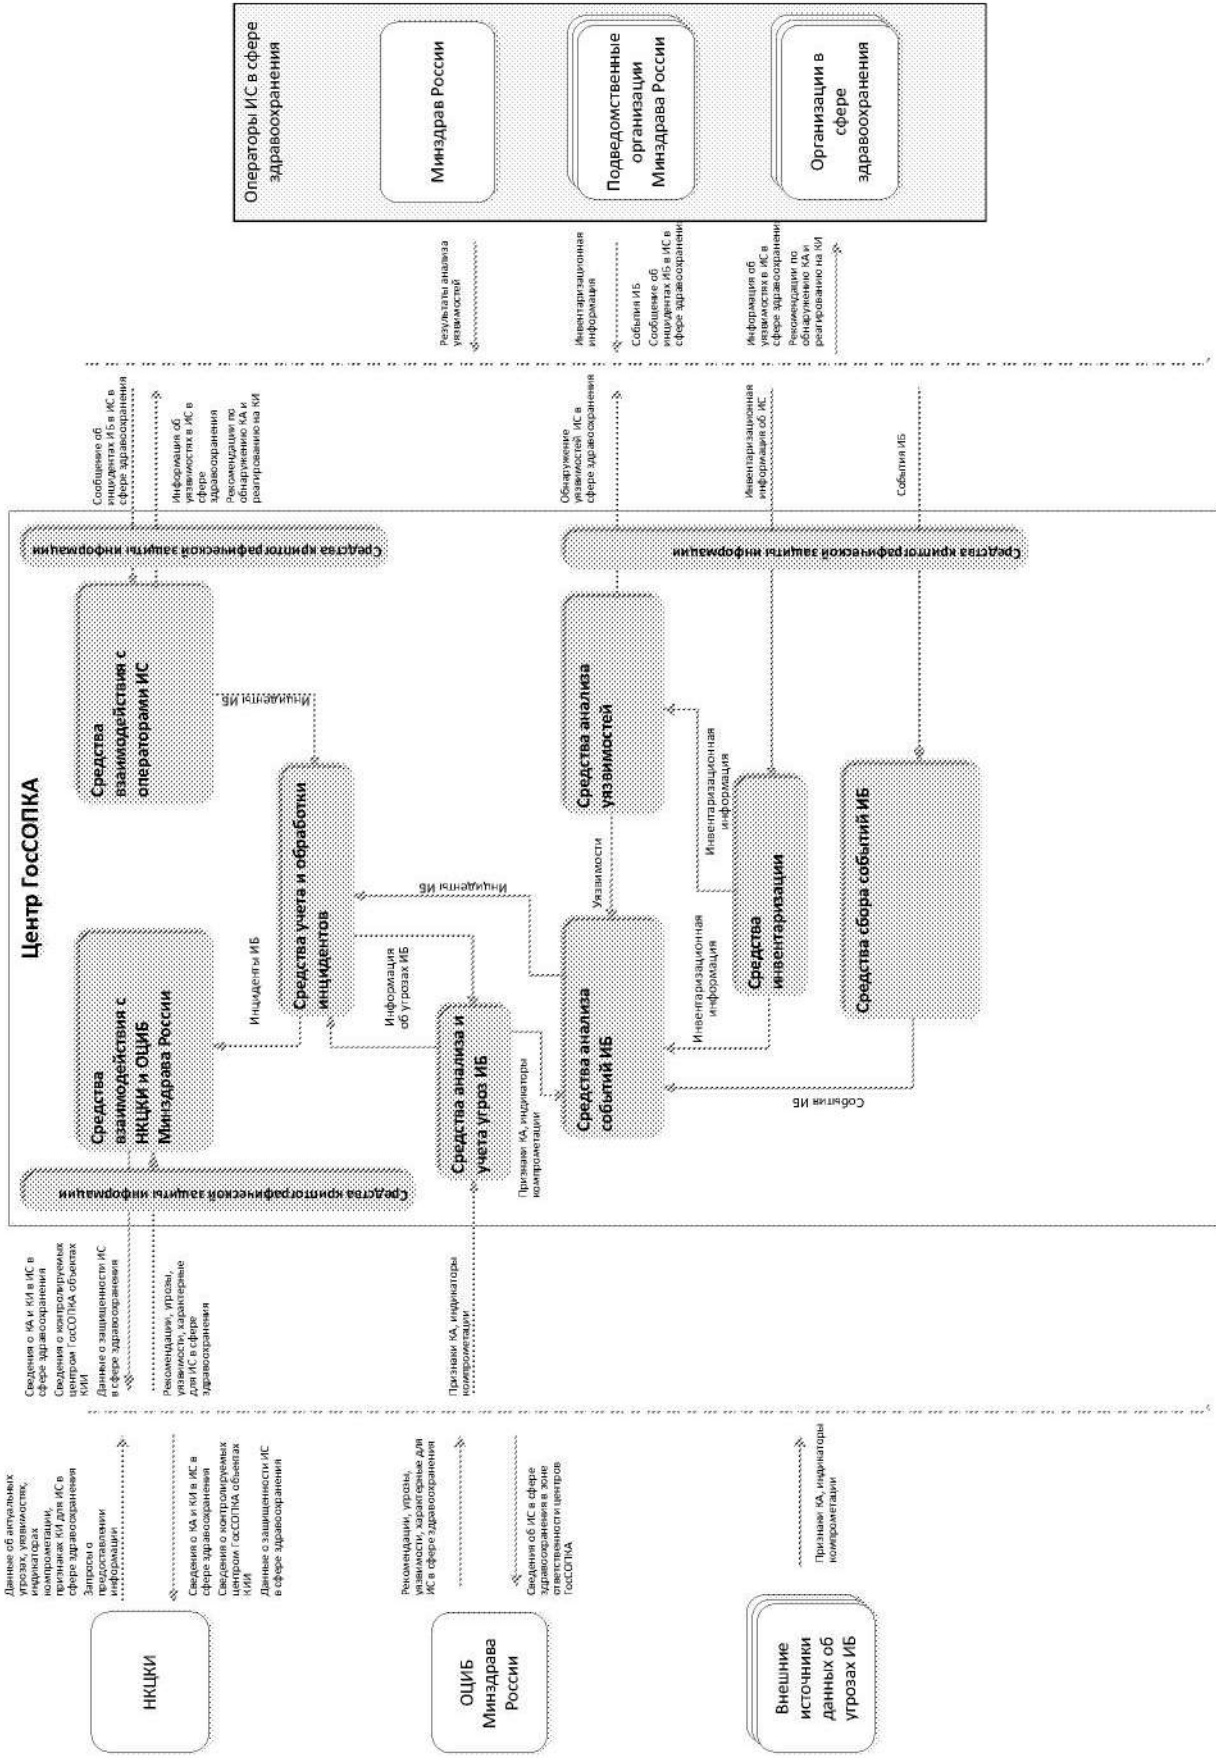 Центр ГосСОПКА
Данные об актуальных
угрозах, уязвимостях,
индикаторах
компрометации,
признаках КИ для ИС в
сфере здравоохранения
Запросы о
предоставлении
информации
НКЦКИ
Сведения о КА и КИ в ИС в
сфере здравоохранения
Сведения о контролируемых
центром ГосСОПКА объектах
КИИ
Данные о защищенности ИС
в сфере здравоохранения
Рекомендации, угрозы,
уязвимости, характерные для
ИС в сфере здравоохранения
ОЦИБ
Минздрава
России
Сведения об ИС в сфере
здравоохранения в зоне
ответственности центров
ГосСОПКА
Внешние
источники
данных об
угрозах ИБ
Признаки КА, индикаторы
компрометации
Сведения о КА и КИ в ИС в
сфере здравоохранения
Сведения о контролируемых
центром ГосСОПКА объектах
КИИ
Данные о защищенности ИС
в сфере здравоохранения
Рекомендации, угрозы,
уязвимости, характерные
для ИС в сфере
здравоохранения
Признаки КА, индикаторы
компрометации
Средства криптографической защиты информации
Средства
взаимодействия с
НКЦКИ и ОЦИБ
Минздрава России
Инциденты ИБ
Средства учета и обработки
инцидентов
Информация
об угрозах ИБ
Средства анализа и
учета угроз ИБ
Признаки КА, индикаторы
компрометации
Инциденты ИБ
Средства анализа
событий ИБ
Уязвимости
Инвентаризационная
информация
Средства
инвентаризации
Инвентаризационная
информация
События ИБ
Средства сбора событий ИБ
Средства
взаимодействия с
операторами ИС
Инциденты ИБ
Средства анализа
уязвимостей
Средства криптографической защиты информации
Средства криптографической защиты информации
Сообщение об
инцидентах ИБ в ИС в
сфере здравоохранения
Информация об
уязвимостях в ИС в
сфере
здравоохранения
Рекомендации по
обнаружению КА и
реагированию на КИ
Обнаружение
уязвимостей ИС в
сфере здравоохранения
Инвентаризационная
информация об ИС
События ИБ
Результаты анализа
уязвимостей
Инвентаризационная
информация
События ИБ
Сообщение об
инцидентах ИБ в ИС в
сфере здравоохранения
Информация об
уязвимостях в ИС в
сфере здравоохранения
Рекомендации по
обнаружению КА и
реагированию на КИ
Операторы ИС в сфере
здравоохранения
Минздрав России
Подведомственные
организации
Минздрава России
Организации в
сфере
здравоохранения